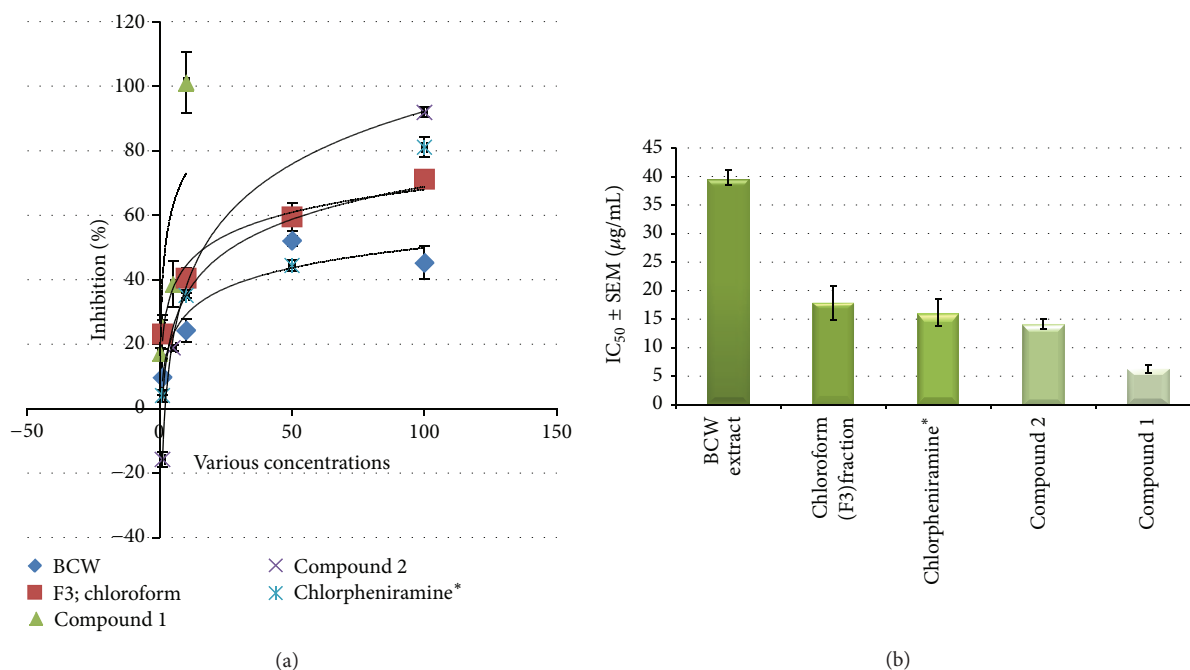 120
100
80
60
40
20
0
−20
−40
−50
0
50
100
150
Inhibition (%)
Various concentrations
BCW
F3; chloroform
Compound 1
Compound 2
Chlorpheniramine*
(a)
45
40
35
30
25
20
15
10
5
0
IC50 ± SEM (μg/mL)
BCW
extract
Chloroform
(F3)fraction
Chlorpheniramine*
Compound 2
Compound 1
(b)